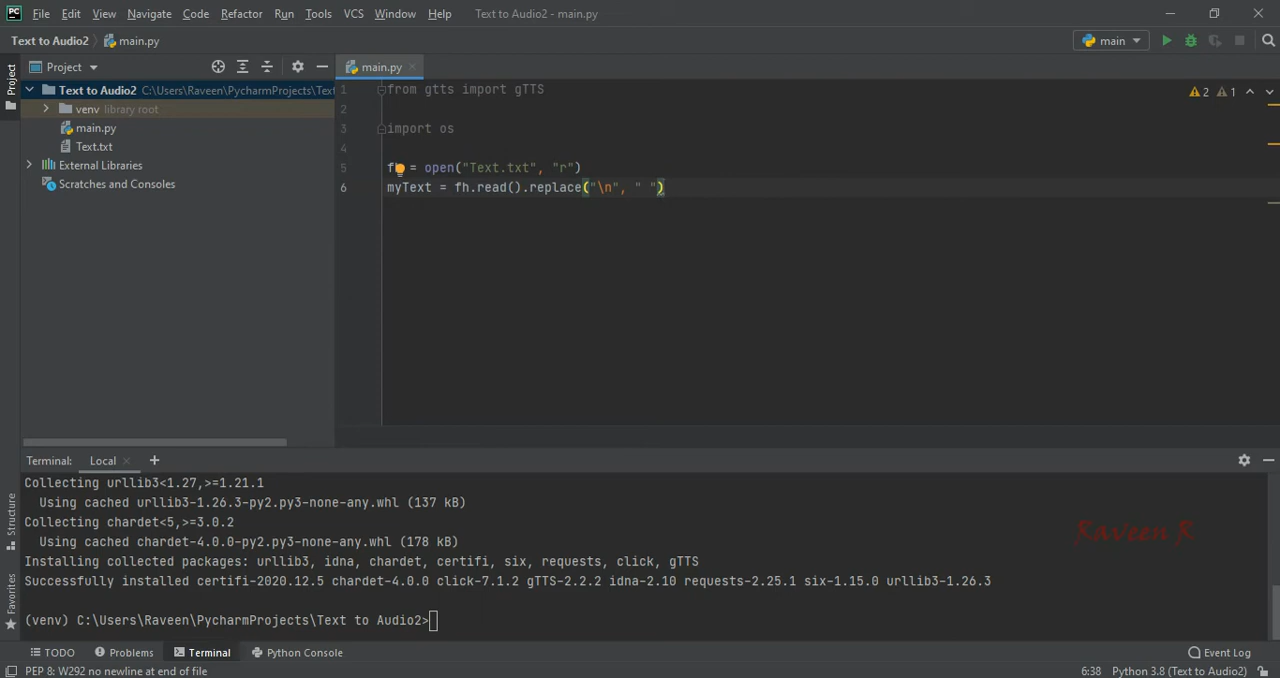 PC File Edit View Navigate Code Refactor Run Tools VCS Window Help Text to Audio2 - main.py
Text to Audio2 main.py main
Project main.py
Project
Text to Audio2 C:\Users\Raveen\PycharmProjects\Text
venv library root
main.py
Text.txt
External Libraries
Scratches and Consoles
2 1
1 from gtts import gTTS
2
3 import os
4
5 f = open("Text.txt", "r")
6 myText = fh.read().replace("\n", " ")
Terminal: Local
Collecting urllib3<1.27,>=1.21.1
Using cached urllib3-1.26.3-py2.py3-none-any.whl (137 kB)
Collecting chardet<5,>=3.0.2
Using cached chardet-4.0.0-py2.py3-none-any.whl (178 kB)
Installing collected packages: urllib3, idna, chardet, certifi, six, requests, click, gTTS
Successfully installed certifi-2020.12.5 chardet-4.0.0 click-7.1.2 gTTS-2.2.2 idna-2.10 requests-2.25.1 six-1.15.0 urllib3-1.26.3
(venv) C:\Users\Raveen\PycharmProjects\Text to Audio2>
Raveen R
Structure
Favorites
TODO Problems Terminal Python Console Event Log
PEP 8: W292 no newline at end of file 6:38 Python 3.8 (Text to Audio2)